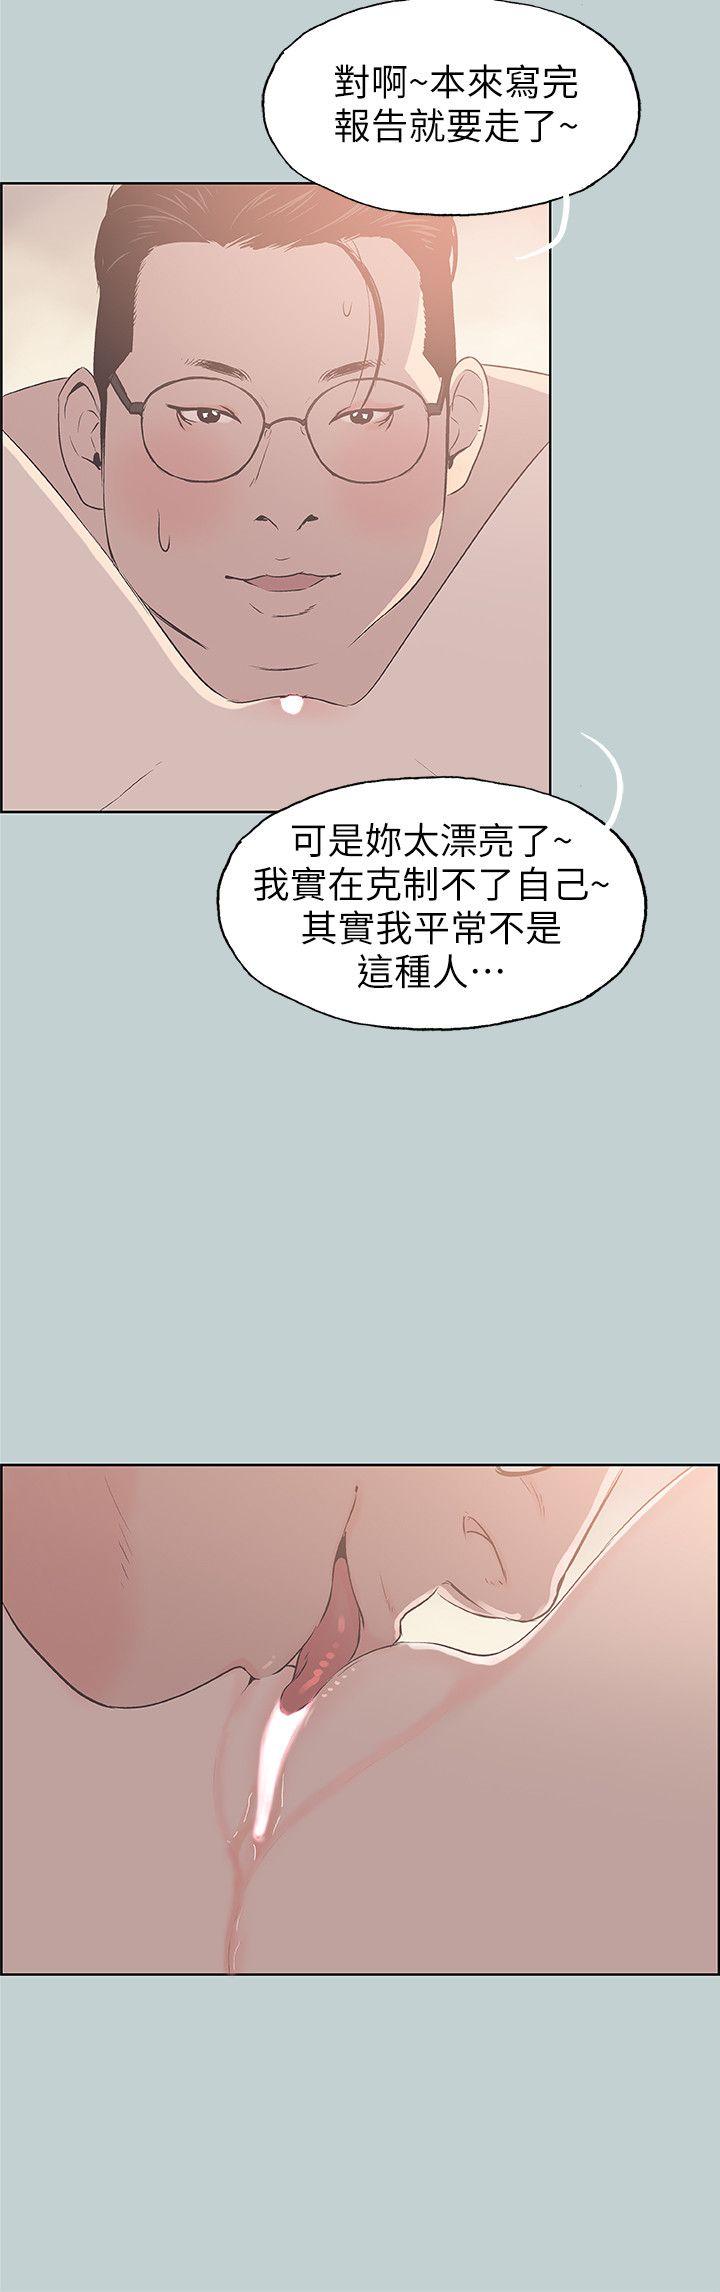 對啊~本來寫完
報告就要走了~
可是妳太漂亮了~
我實在克制不了自己~
其實我平常不是
這種人⋯